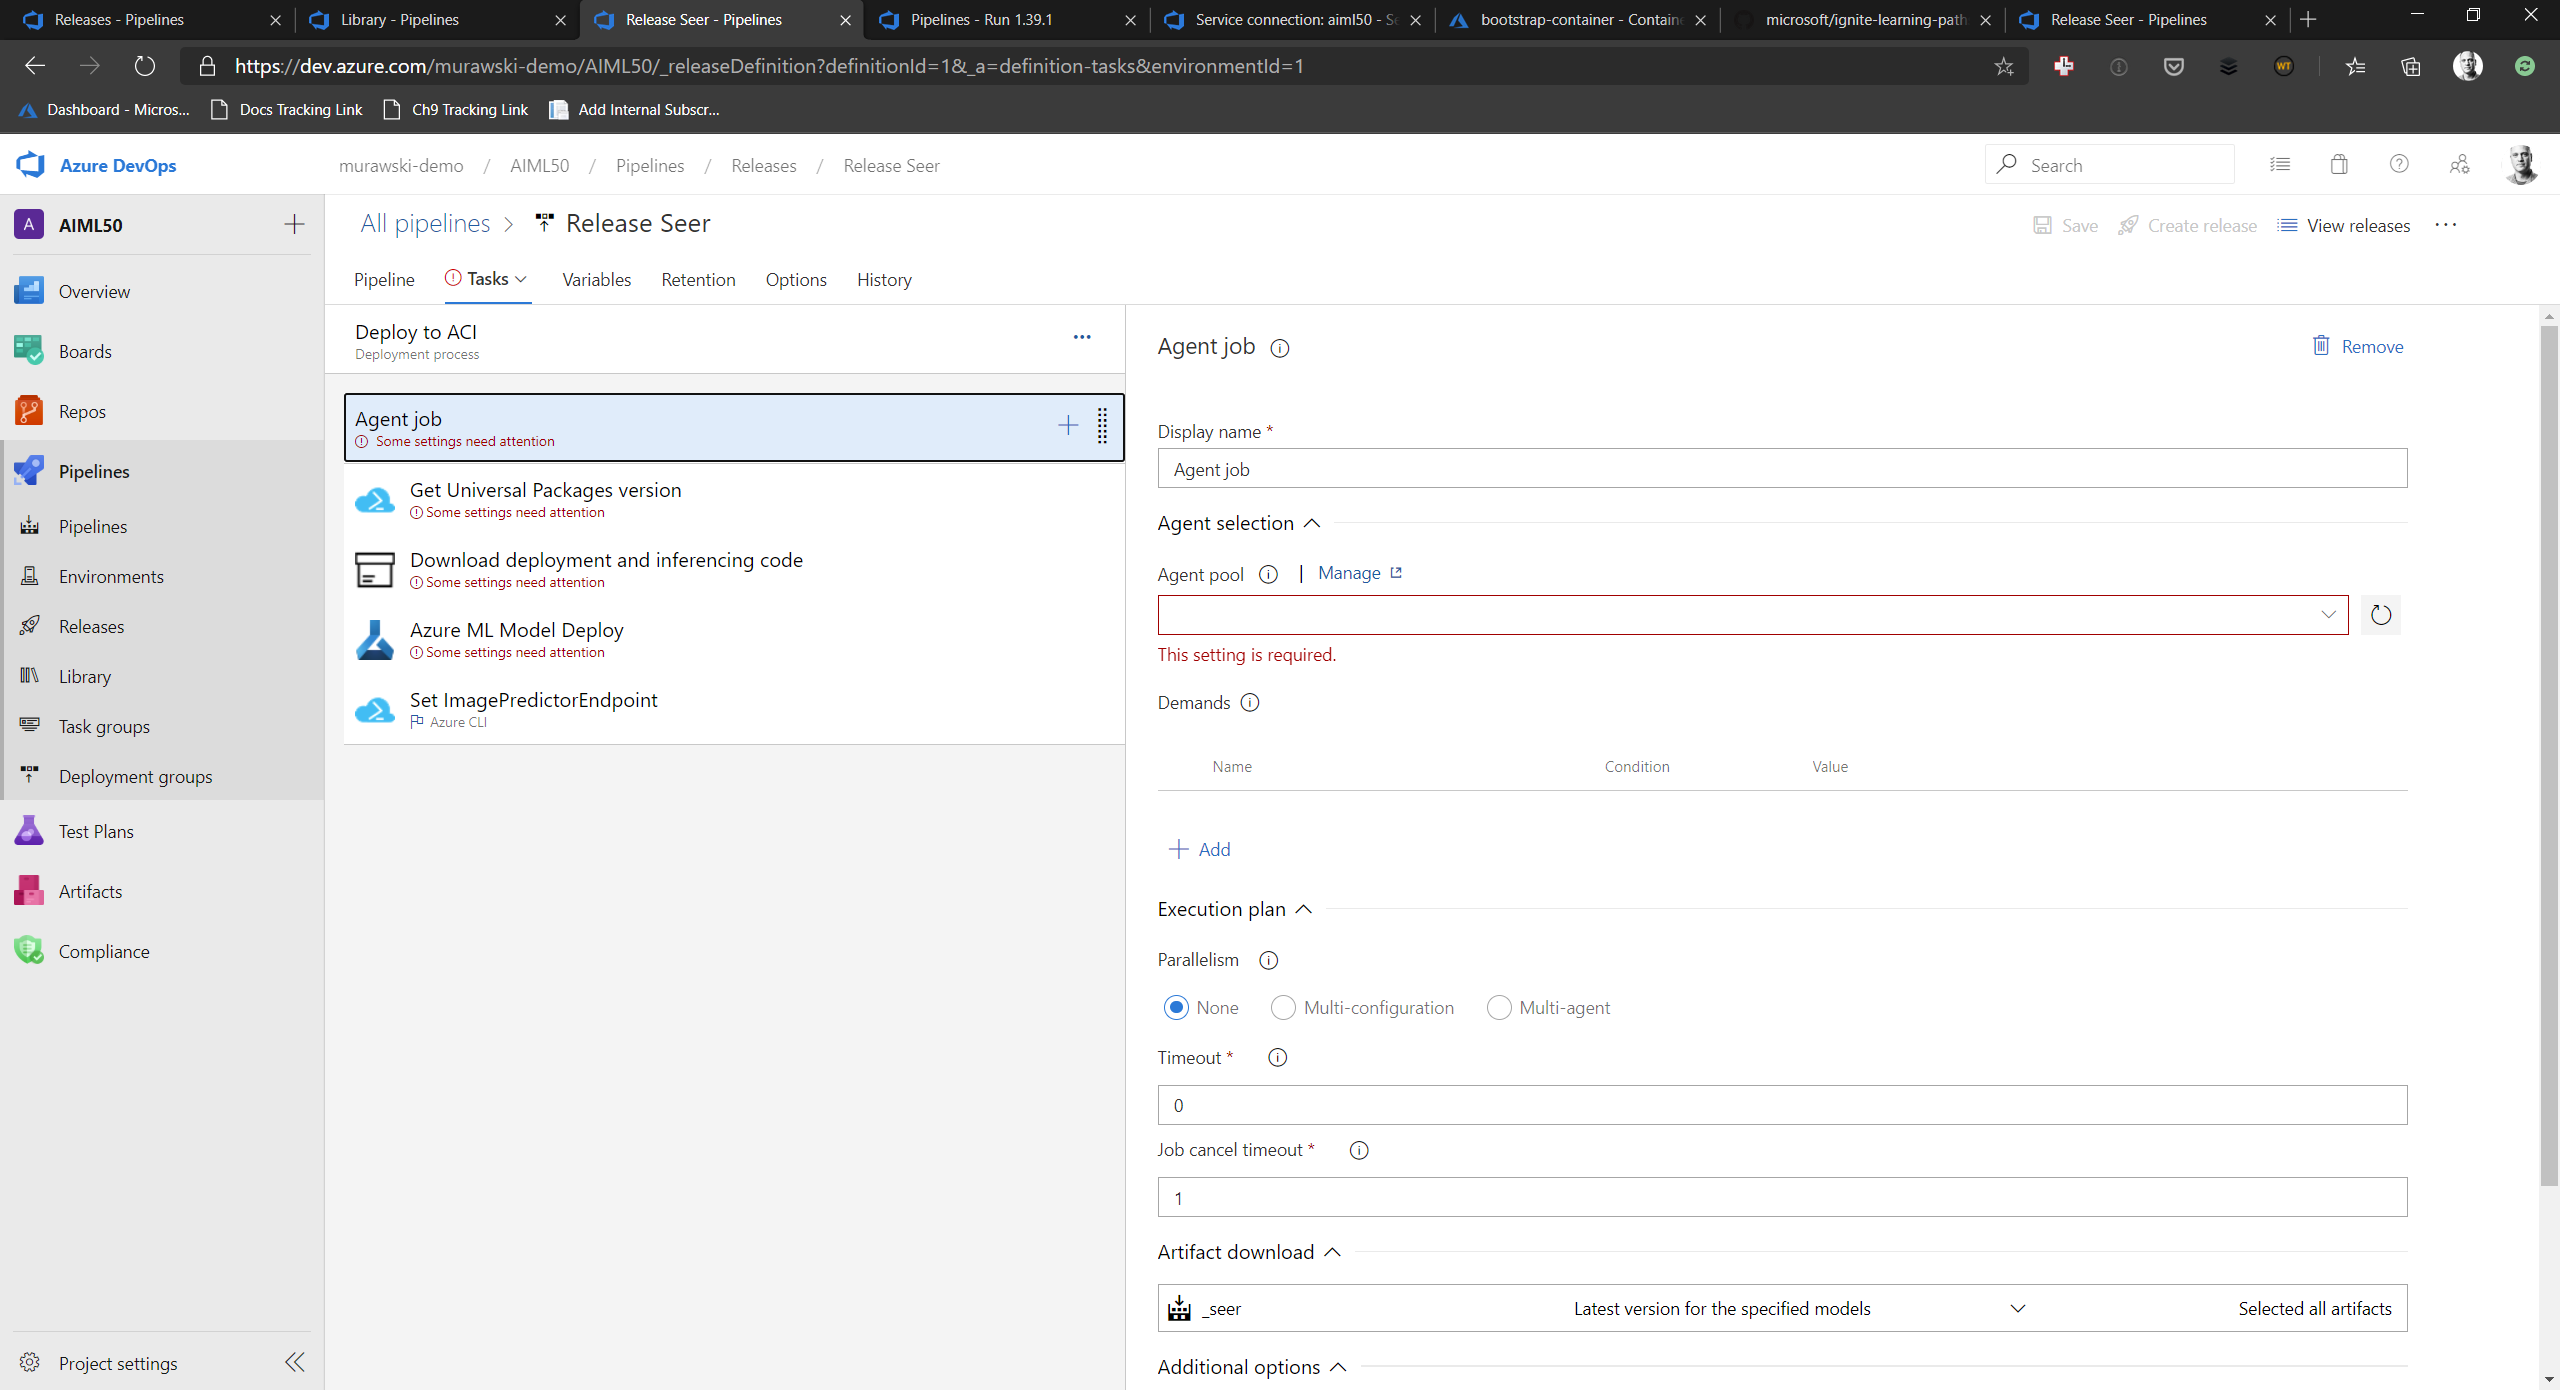 Releases - Pipelines
Library - Pipelines
Release Seer - Pipelines
Pipelines - Run 1.39.1
Service connection: aiml50 - Se
bootstrap-container - Containe
microsoft/ignite-learning-path
Release Seer - Pipelines
https://dev.azure.com/murawski-demo/AIML50/_releaseDefinition?definitionId=1&_a=definition-tasks&environmentId=1
WT
Dashboard - Micros...
Docs Tracking Link
Ch9 Tracking Link
Add Internal Subscr...
Azure DevOps
murawski-demo / AIML50 / Pipelines / Releases / Release Seer
Search
A AIML50
Overview
Boards
Repos
Pipelines
Pipelines
Environments
Releases
Library
Task groups
Deployment groups
Test Plans
Artifacts
Compliance
Project settings
All pipelines > Release Seer
Save
Create release
View releases
Pipeline
Tasks
Variables
Retention
Options
History
Deploy to ACI
Deployment process
Agent job
Some settings need attention
Get Universal Packages version
Some settings need attention
Download deployment and inferencing code
Some settings need attention
Azure ML Model Deploy
Some settings need attention
Set ImagePredictorEndpoint
Azure CLI
Agent job
Remove
Display name *
Agent job
Agent selection
Agent pool | Manage
This setting is required.
Demands
Name Condition Value
Add
Execution plan
Parallelism
None Multi-configuration Multi-agent
Timeout *
0
Job cancel timeout *
1
Artifact download
_seer Latest version for the specified models Selected all artifacts
Additional options